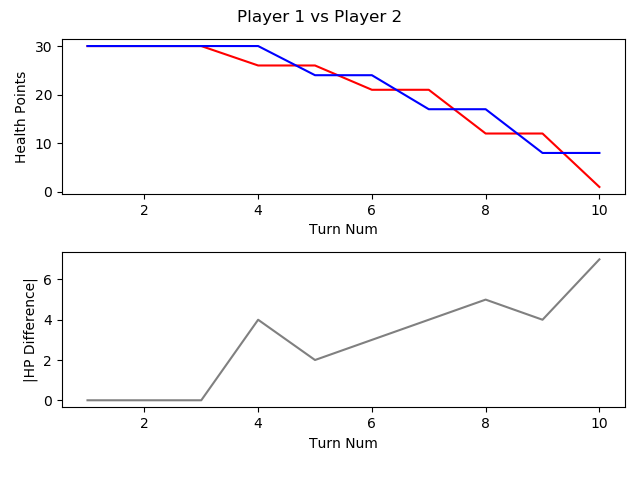 Player 1 vs Player 2
30
20
10
0
Health Points
2 4 6 8 10
Turn Num
6
4
2
0
|HP Difference|
2 4 6 8 10
Turn Num